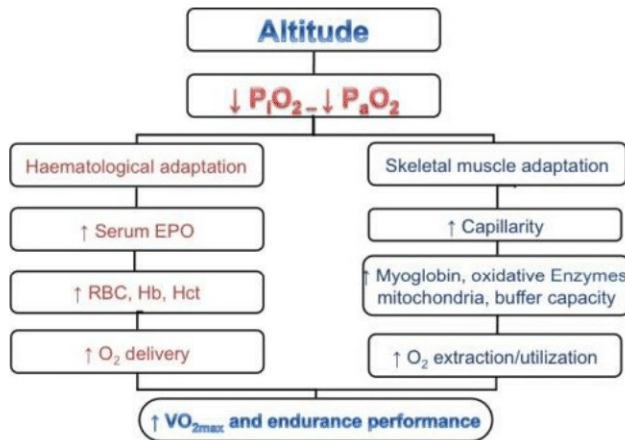 Altitude
↓ PIO2 – ↓ PaO2
Haematological adaptation
Skeletal muscle adaptation
↑ Serum EPO
↑ Capillarity
↑ RBC, Hb, Hct
↑ Myoglobin, oxidative Enzymes
mitochondria, buffer capacity
↑ O2 delivery
↑ O2 extraction/utilization
↑ VO2max and endurance performance